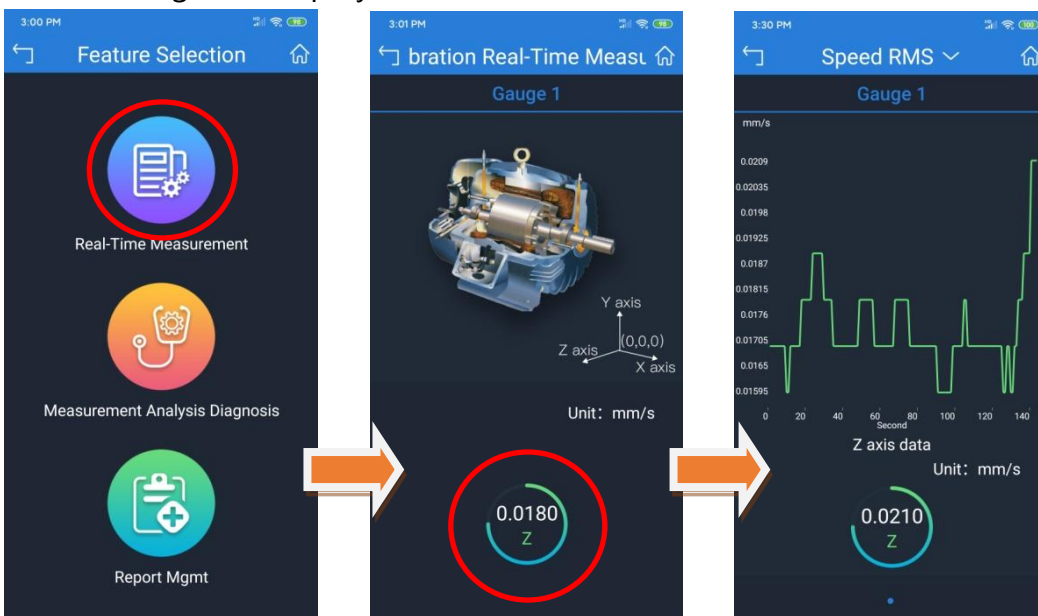 3:00 PM
98
Feature Selection
Real-Time Measurement
Measurement Analysis Diagnosis
Report Mgmt
3:01 PM
98
bration Real-Time Measu
Gauge 1
Y axis
(0,0,0)
Z axis
X axis
Unit: mm/s
0.0180
Z
3:30 PM
100
Speed RMS
Gauge 1
mm/s
0.0209
0.02035
0.0198
0.01925
0.0187
0.01815
0.0176
0.01705
0.0165
0.01595
0 20 40 60 80 100 120 140
Second
Z axis data
Unit: mm/s
0.0210
Z